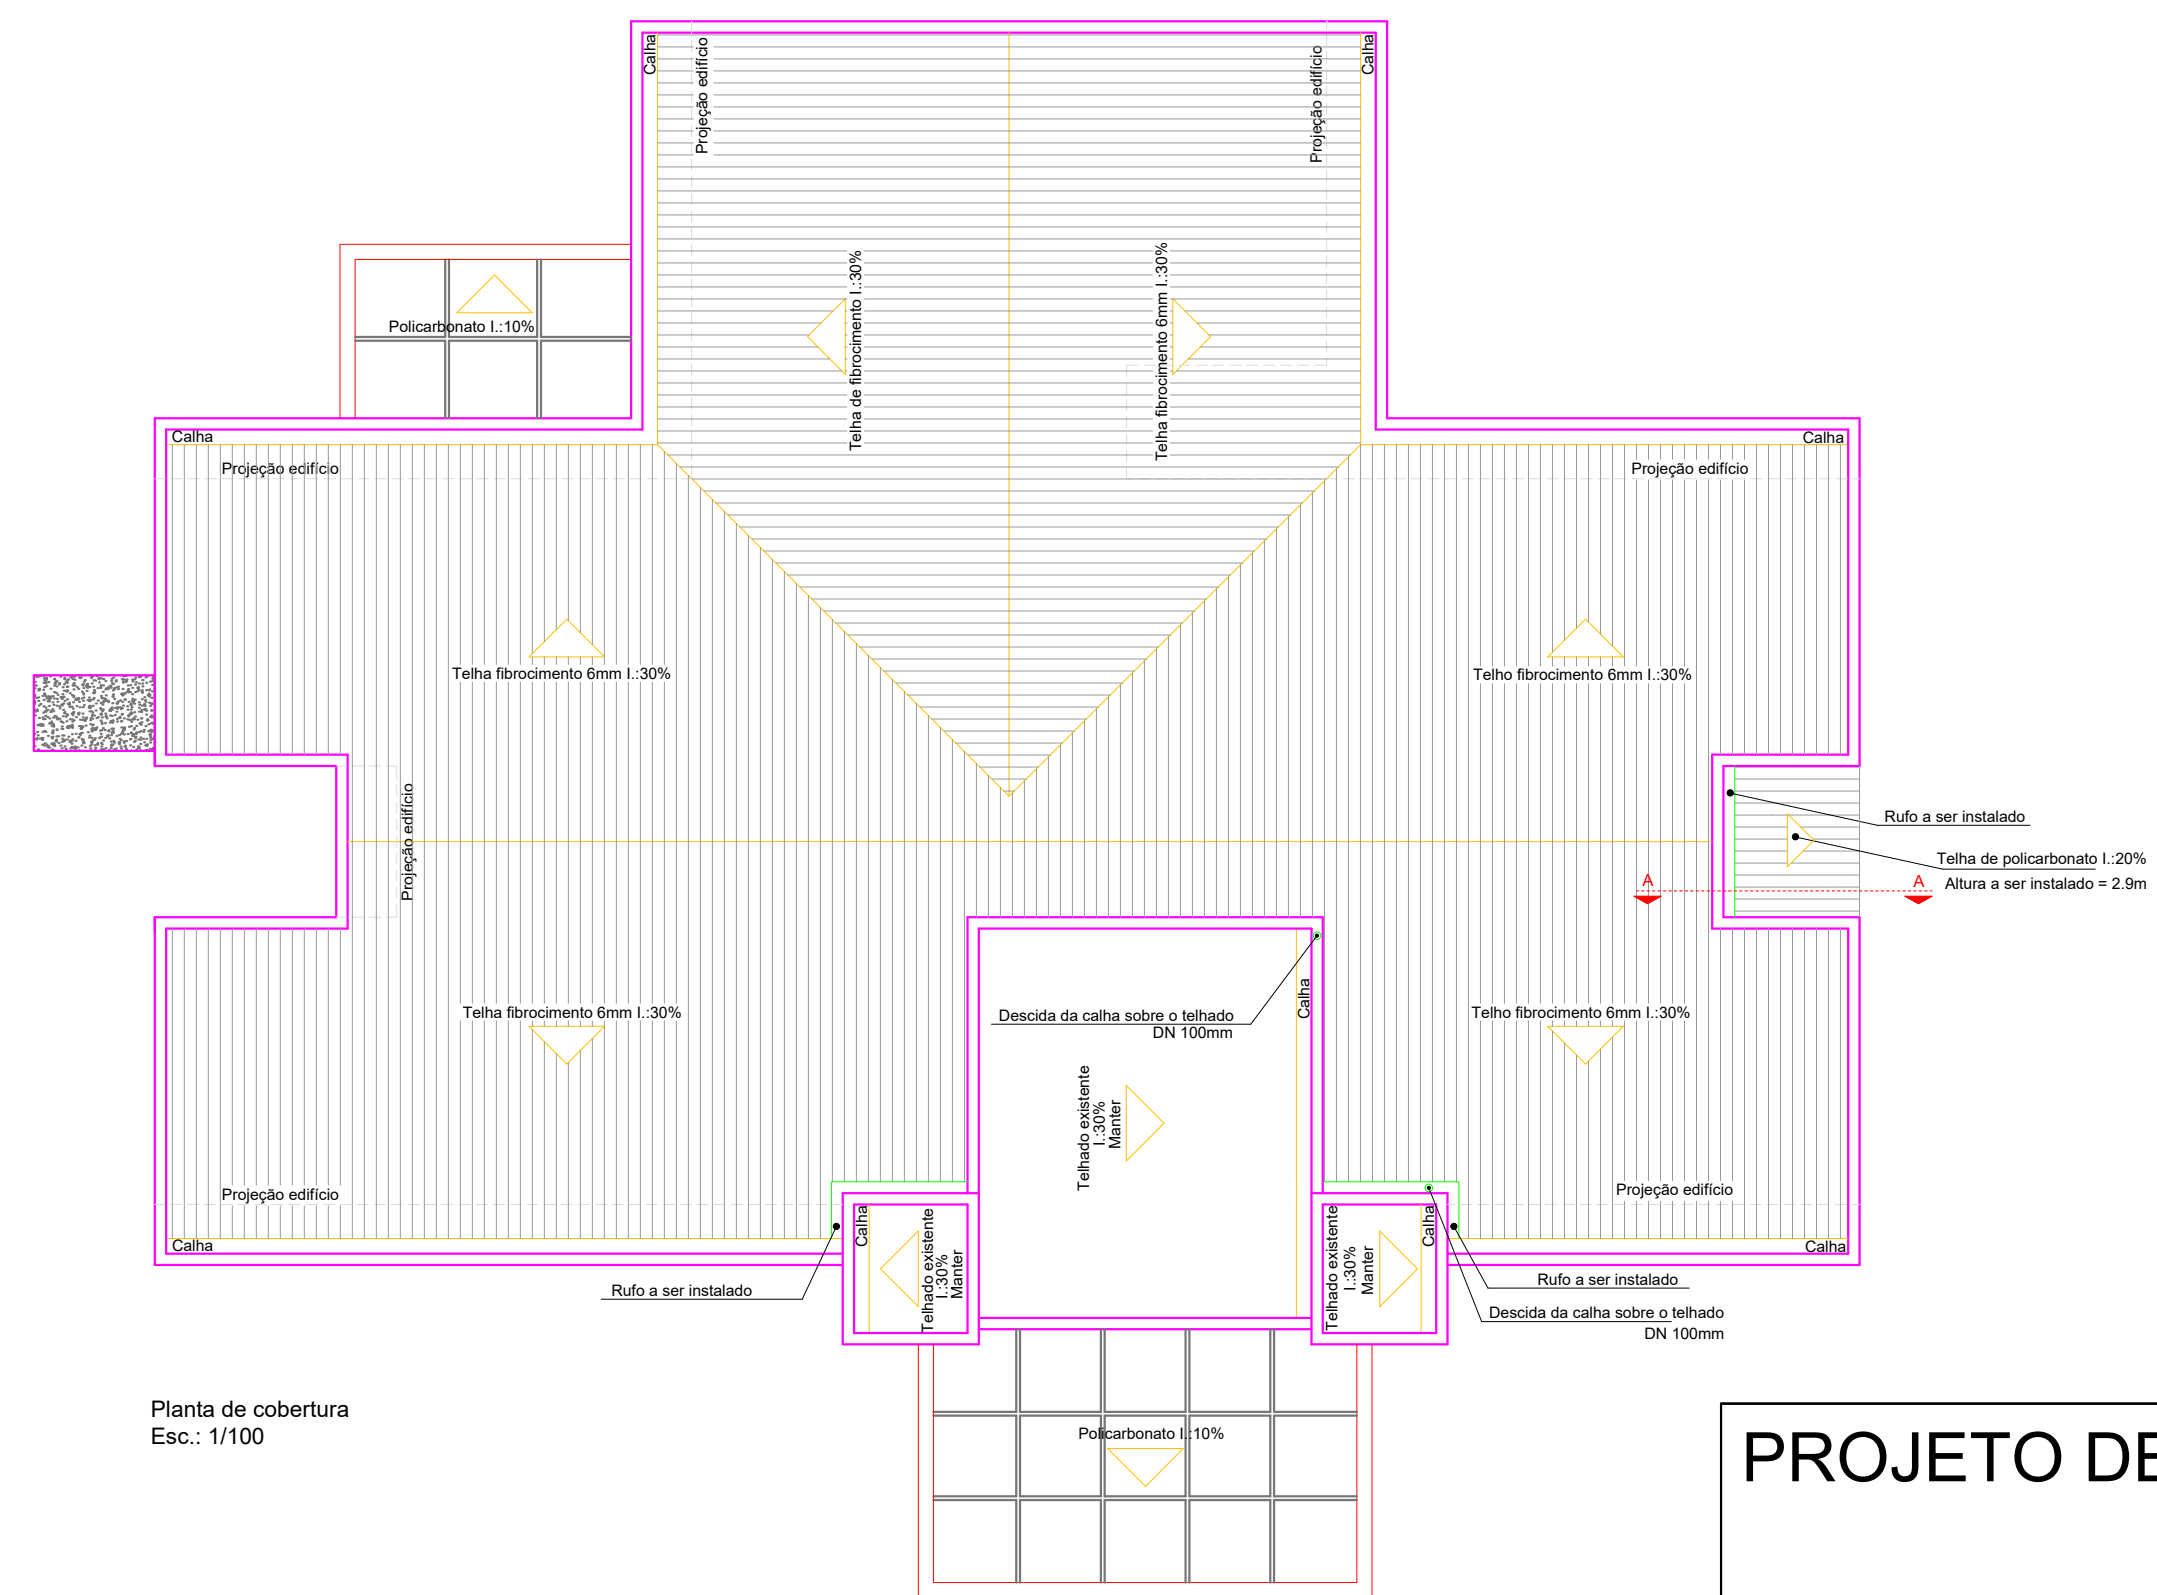 Calha
Projeção edifício
Projeção edifício
Calha
Telha de fibrocimento I.:30%
Telha fibrocimento 6mm I.:30%
Policarbonato I.:10%
Calha
Calha
Projeção edifício
Projeção edifício
Telha fibrocimento 6mm I.:30%
Telho fibrocimento 6mm I.:30%
Projeção edifício
Rufo a ser instalado
Telha de policarbonato I.:20%
Altura a ser instalado = 2.9m
A
A
Calha
Descida da calha sobre o telhado
DN 100mm
Telha fibrocimento 6mm I.:30%
Telho fibrocimento 6mm I.:30%
Telhado existente
I.:30%
Manter
Projeção edifício
Projeção edifício
Calha
Calha
Telhado existente
I.:30%
Manter
Telhado existente
I.:30%
Manter
Calha
Calha
Rufo a ser instalado
Rufo a ser instalado
Descida da calha sobre o telhado
DN 100mm
Planta de cobertura
Esc.: 1/100
Policarbonato I.:10%
PROJETO DE